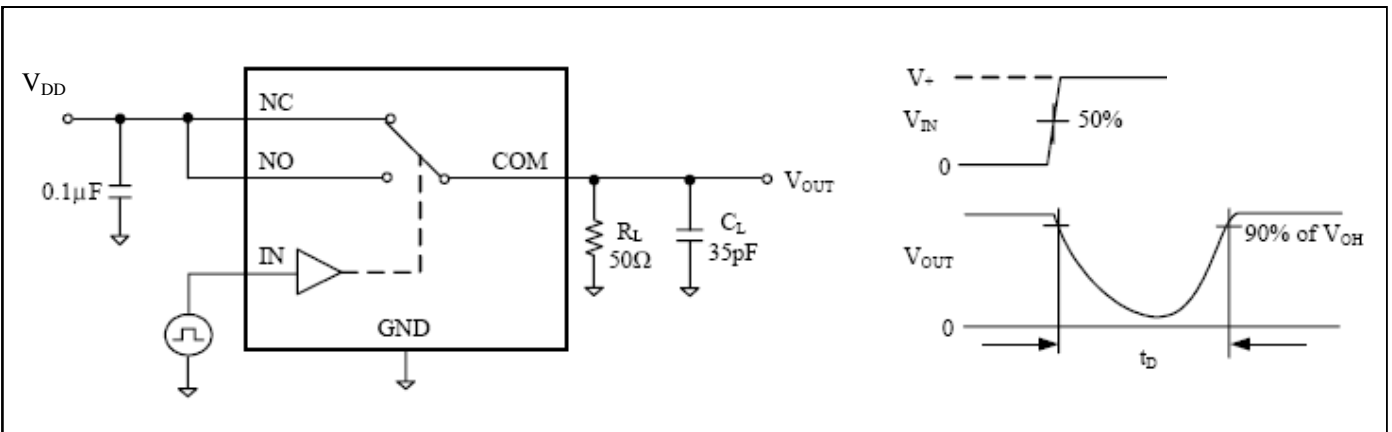 V_DD
NC
NO
COM
0.1µF
IN
GND
R_L
50Ω
C_L
35pF
V_OUT
V+
V_IN
50%
0
V_OUT
90% of V_OH
0
t_D